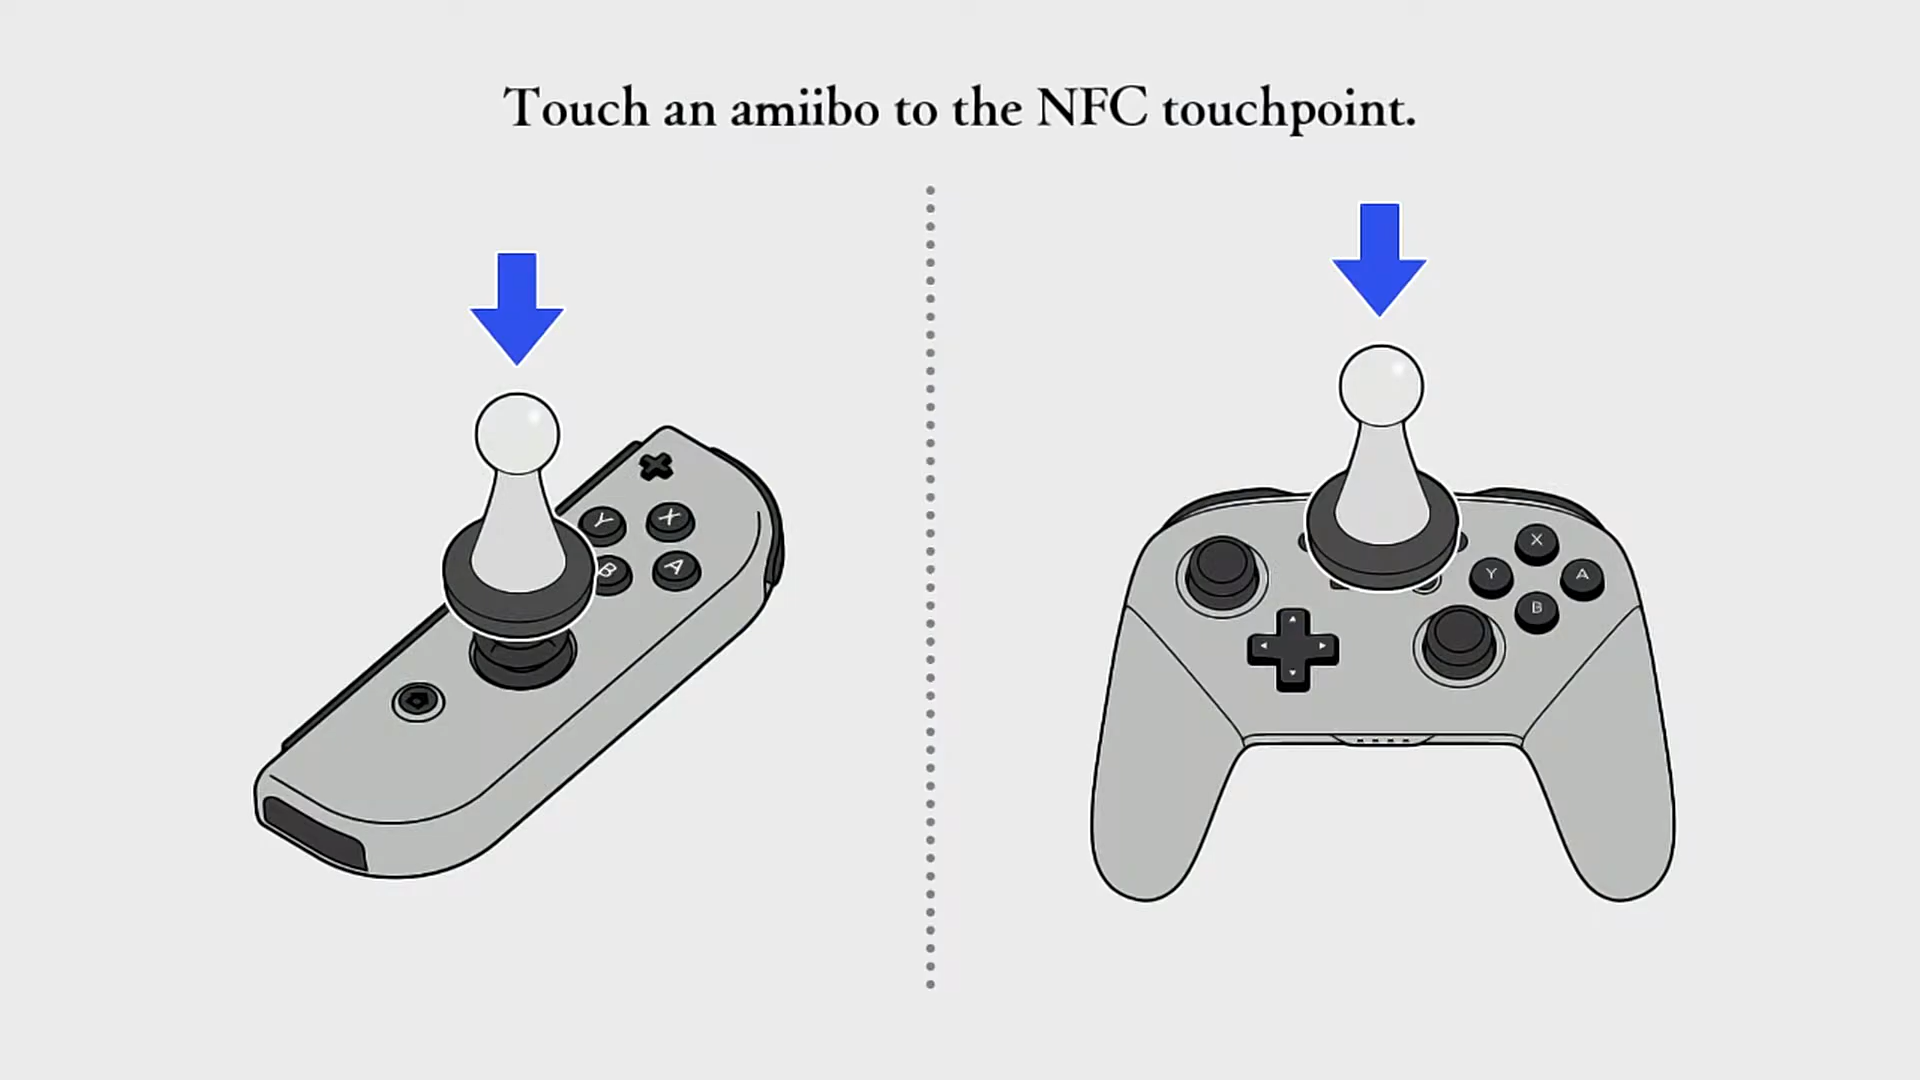 Touch an amiibo to the NFC touchpoint.
Y X
B A
X
Y A
B